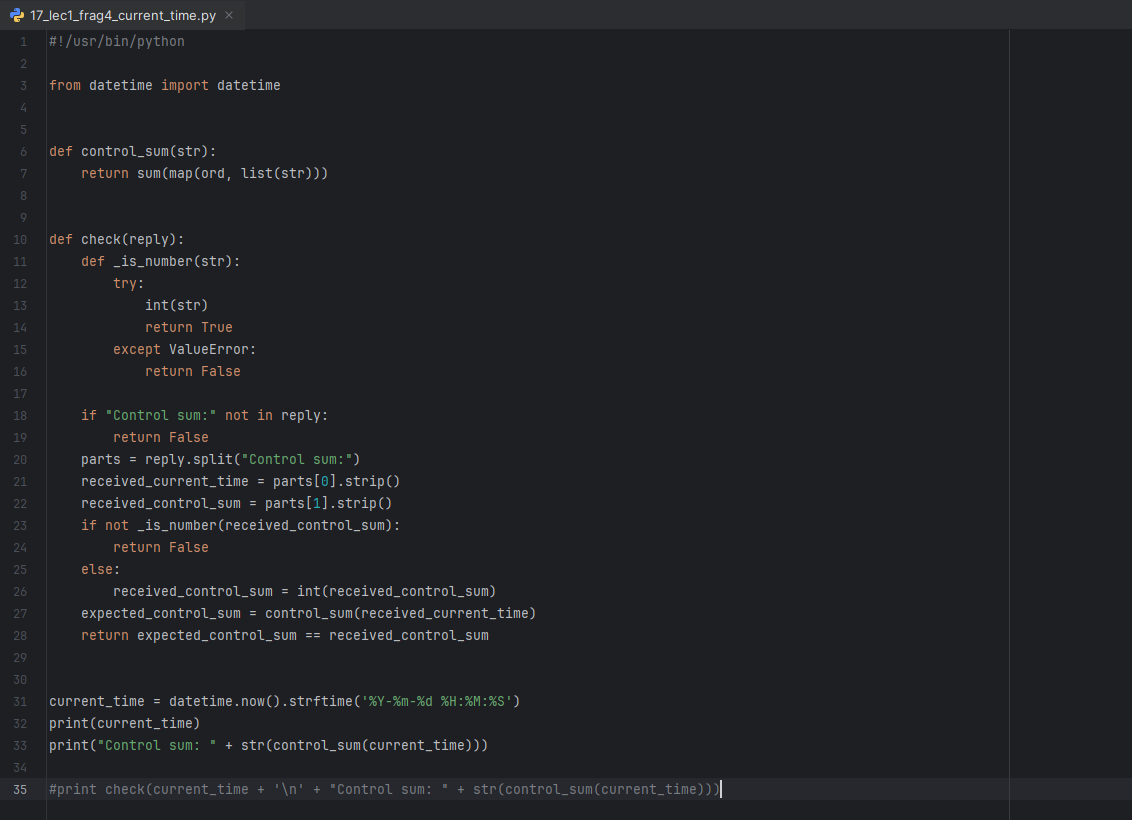 17_lec1_frag4_current_time.py
1 #!/usr/bin/python
2
3 from datetime import datetime
4
5
6 def control_sum(str):
7     return sum(map(ord, list(str)))
8
9
10 def check(reply):
11     def _is_number(str):
12         try:
13             int(str)
14             return True
15         except ValueError:
16             return False
17
18     if "Control sum:" not in reply:
19         return False
20     parts = reply.split("Control sum:")
21     received_current_time = parts[0].strip()
22     received_control_sum = parts[1].strip()
23     if not _is_number(received_control_sum):
24         return False
25     else:
26         received_control_sum = int(received_control_sum)
27     expected_control_sum = control_sum(received_current_time)
28     return expected_control_sum == received_control_sum
29
30
31 current_time = datetime.now().strftime('%Y-%m-%d %H:%M:%S')
32 print(current_time)
33 print("Control sum: " + str(control_sum(current_time)))
34
35 #print check(current_time + '\n' + "Control sum: " + str(control_sum(current_time)))